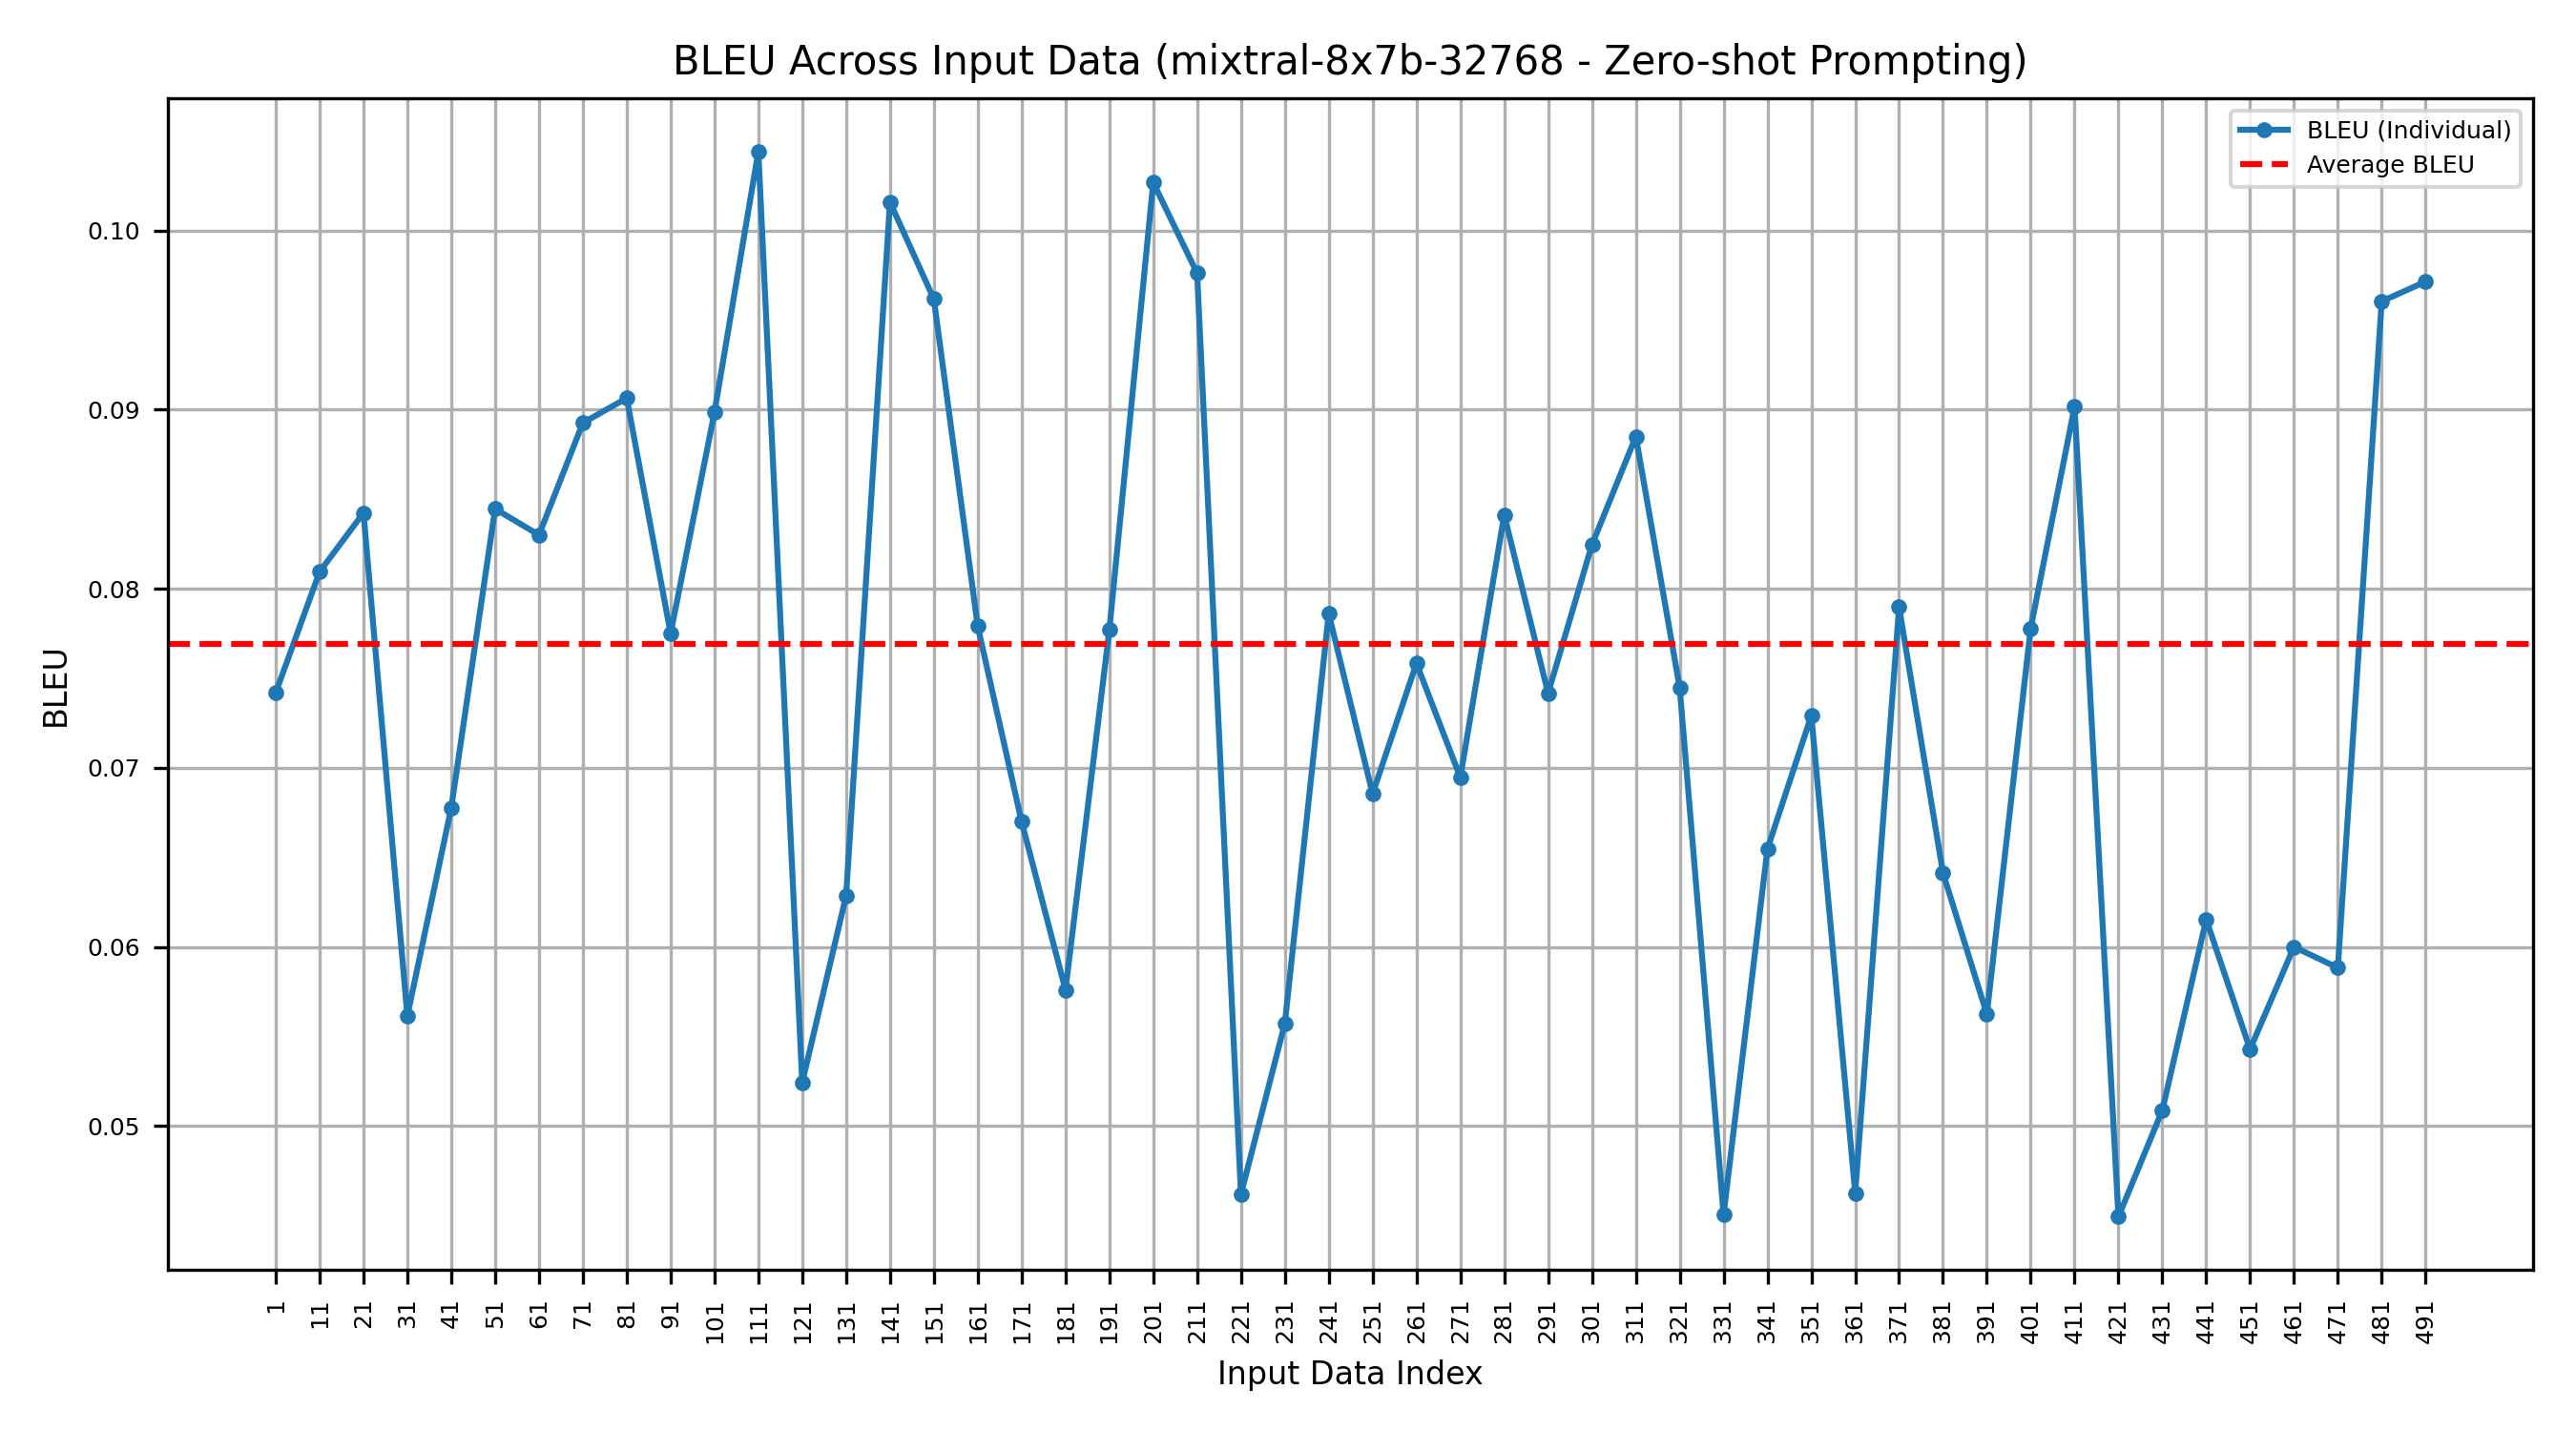 BLEU Across Input Data (mixtral-8x7b-32768 - Zero-shot Prompting)
BLEU (Individual)
Average BLEU
BLEU
0.10
0.09
0.08
0.07
0.06
0.05
1 11 21 31 41 51 61 71 81 91 101 111 121 131 141 151 161 171 181 191 201 211 221 231 241 251 261 271 281 291 301 311 321 331 341 351 361 371 381 391 401 411 421 431 441 451 461 471 481 491
Input Data Index